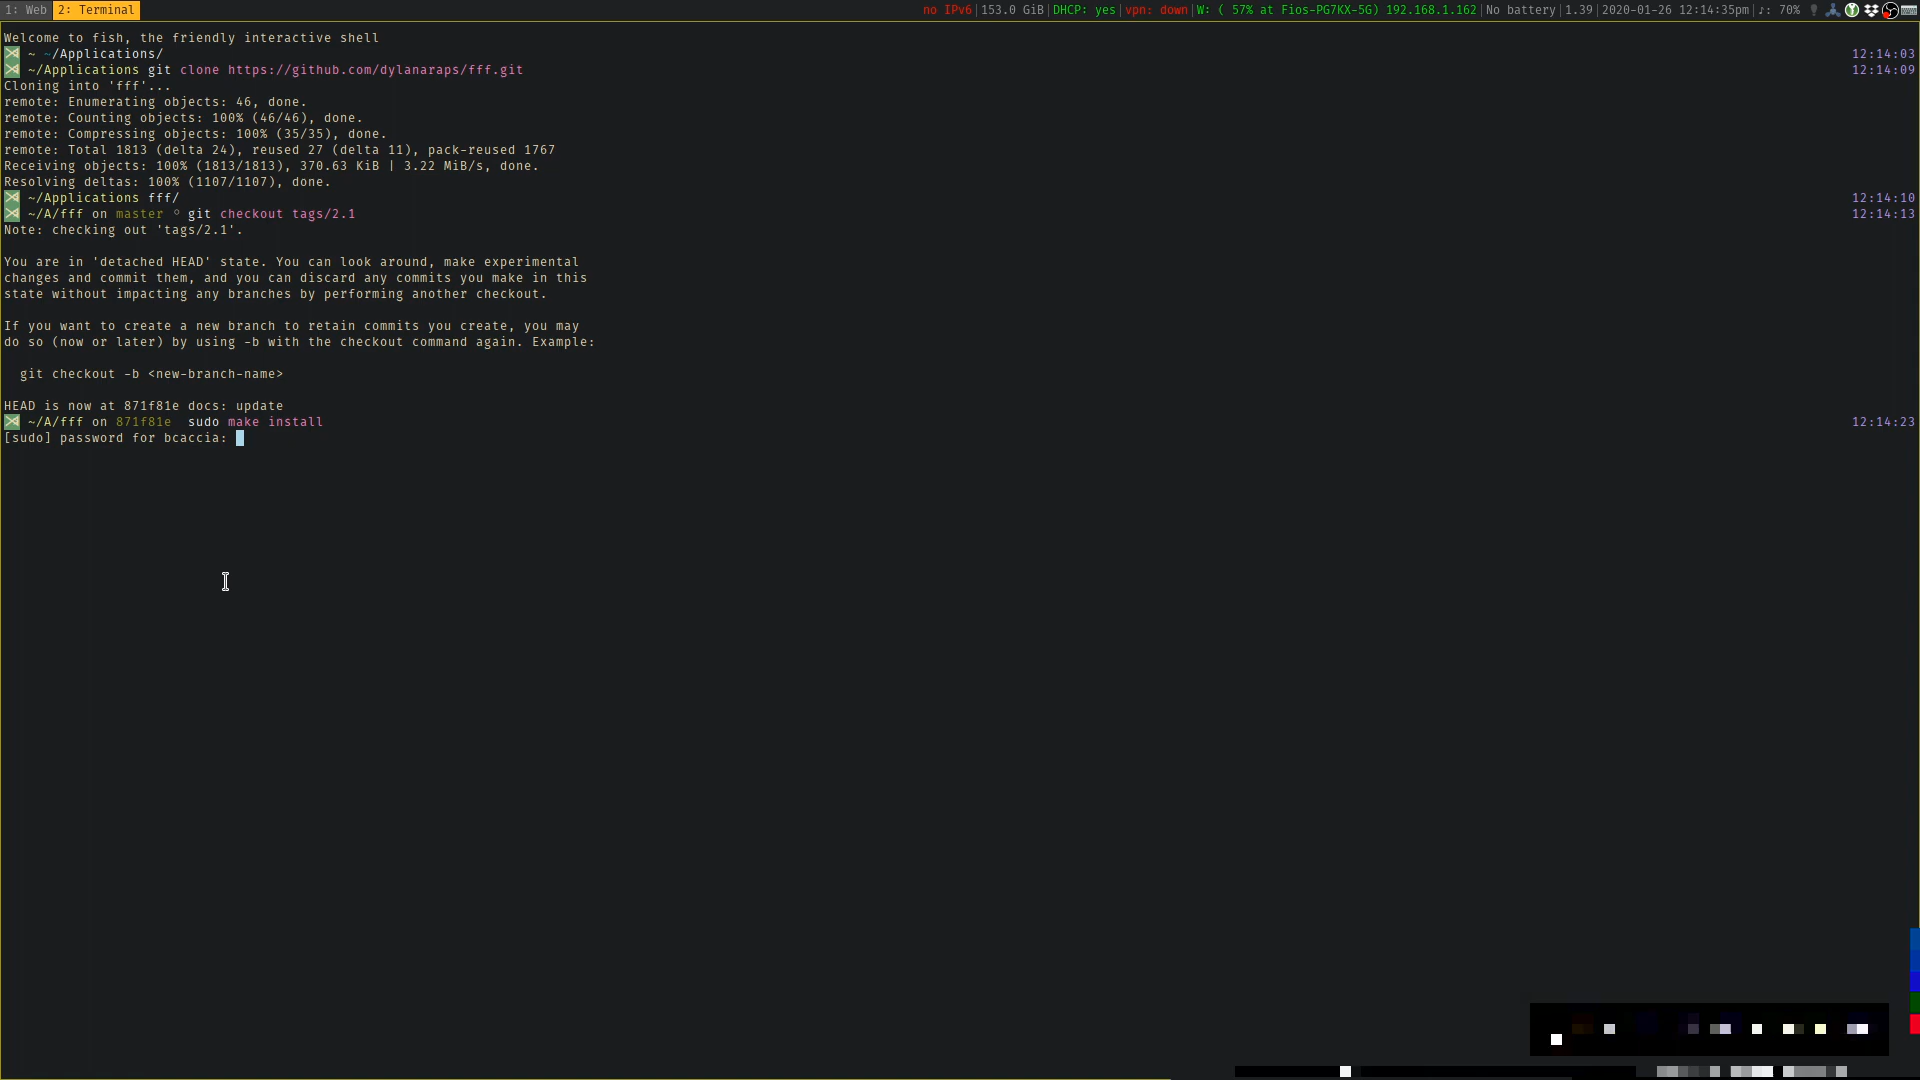 1: Web 2: Terminal no IPv6|153.0 GiB|DHCP: yes|vpn: down|W: ( 57% at Fios-PG7KX-5G) 192.168.1.162|No battery|1.39|2020-01-26 12:14:35pm|♪: 70%
Welcome to fish, the friendly interactive shell
~ ~/Applications/ 12:14:03
~/Applications git clone https://github.com/dylanaraps/fff.git 12:14:09
Cloning into 'fff'...
remote: Enumerating objects: 46, done.
remote: Counting objects: 100% (46/46), done.
remote: Compressing objects: 100% (35/35), done.
remote: Total 1813 (delta 24), reused 27 (delta 11), pack-reused 1767
Receiving objects: 100% (1813/1813), 370.63 KiB | 3.22 MiB/s, done.
Resolving deltas: 100% (1107/1107), done.
~/Applications fff/ 12:14:10
~/A/fff on master ° git checkout tags/2.1 12:14:13
Note: checking out 'tags/2.1'.
You are in 'detached HEAD' state. You can look around, make experimental
changes and commit them, and you can discard any commits you make in this
state without impacting any branches by performing another checkout.
If you want to create a new branch to retain commits you create, you may
do so (now or later) by using -b with the checkout command again. Example:
git checkout -b <new-branch-name>
HEAD is now at 871f81e docs: update
~/A/fff on 871f81e sudo make install 12:14:23
[sudo] password for bcaccia: